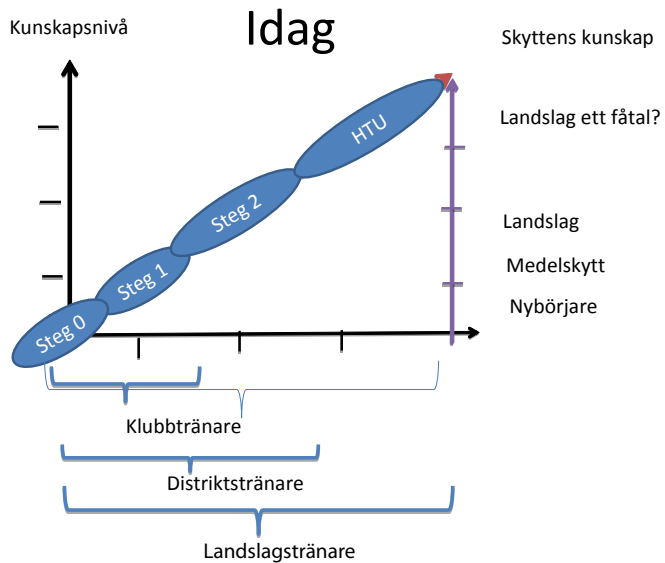 Idag
Kunskapsnivå
Skyttens kunskap
Landslag ett fåtal?
HTU
Steg 2
Landslag
Steg 1
Medelskytt
Nybörjare
Steg 0
Klubbtränare
Distriktstränare
Landslagstränare